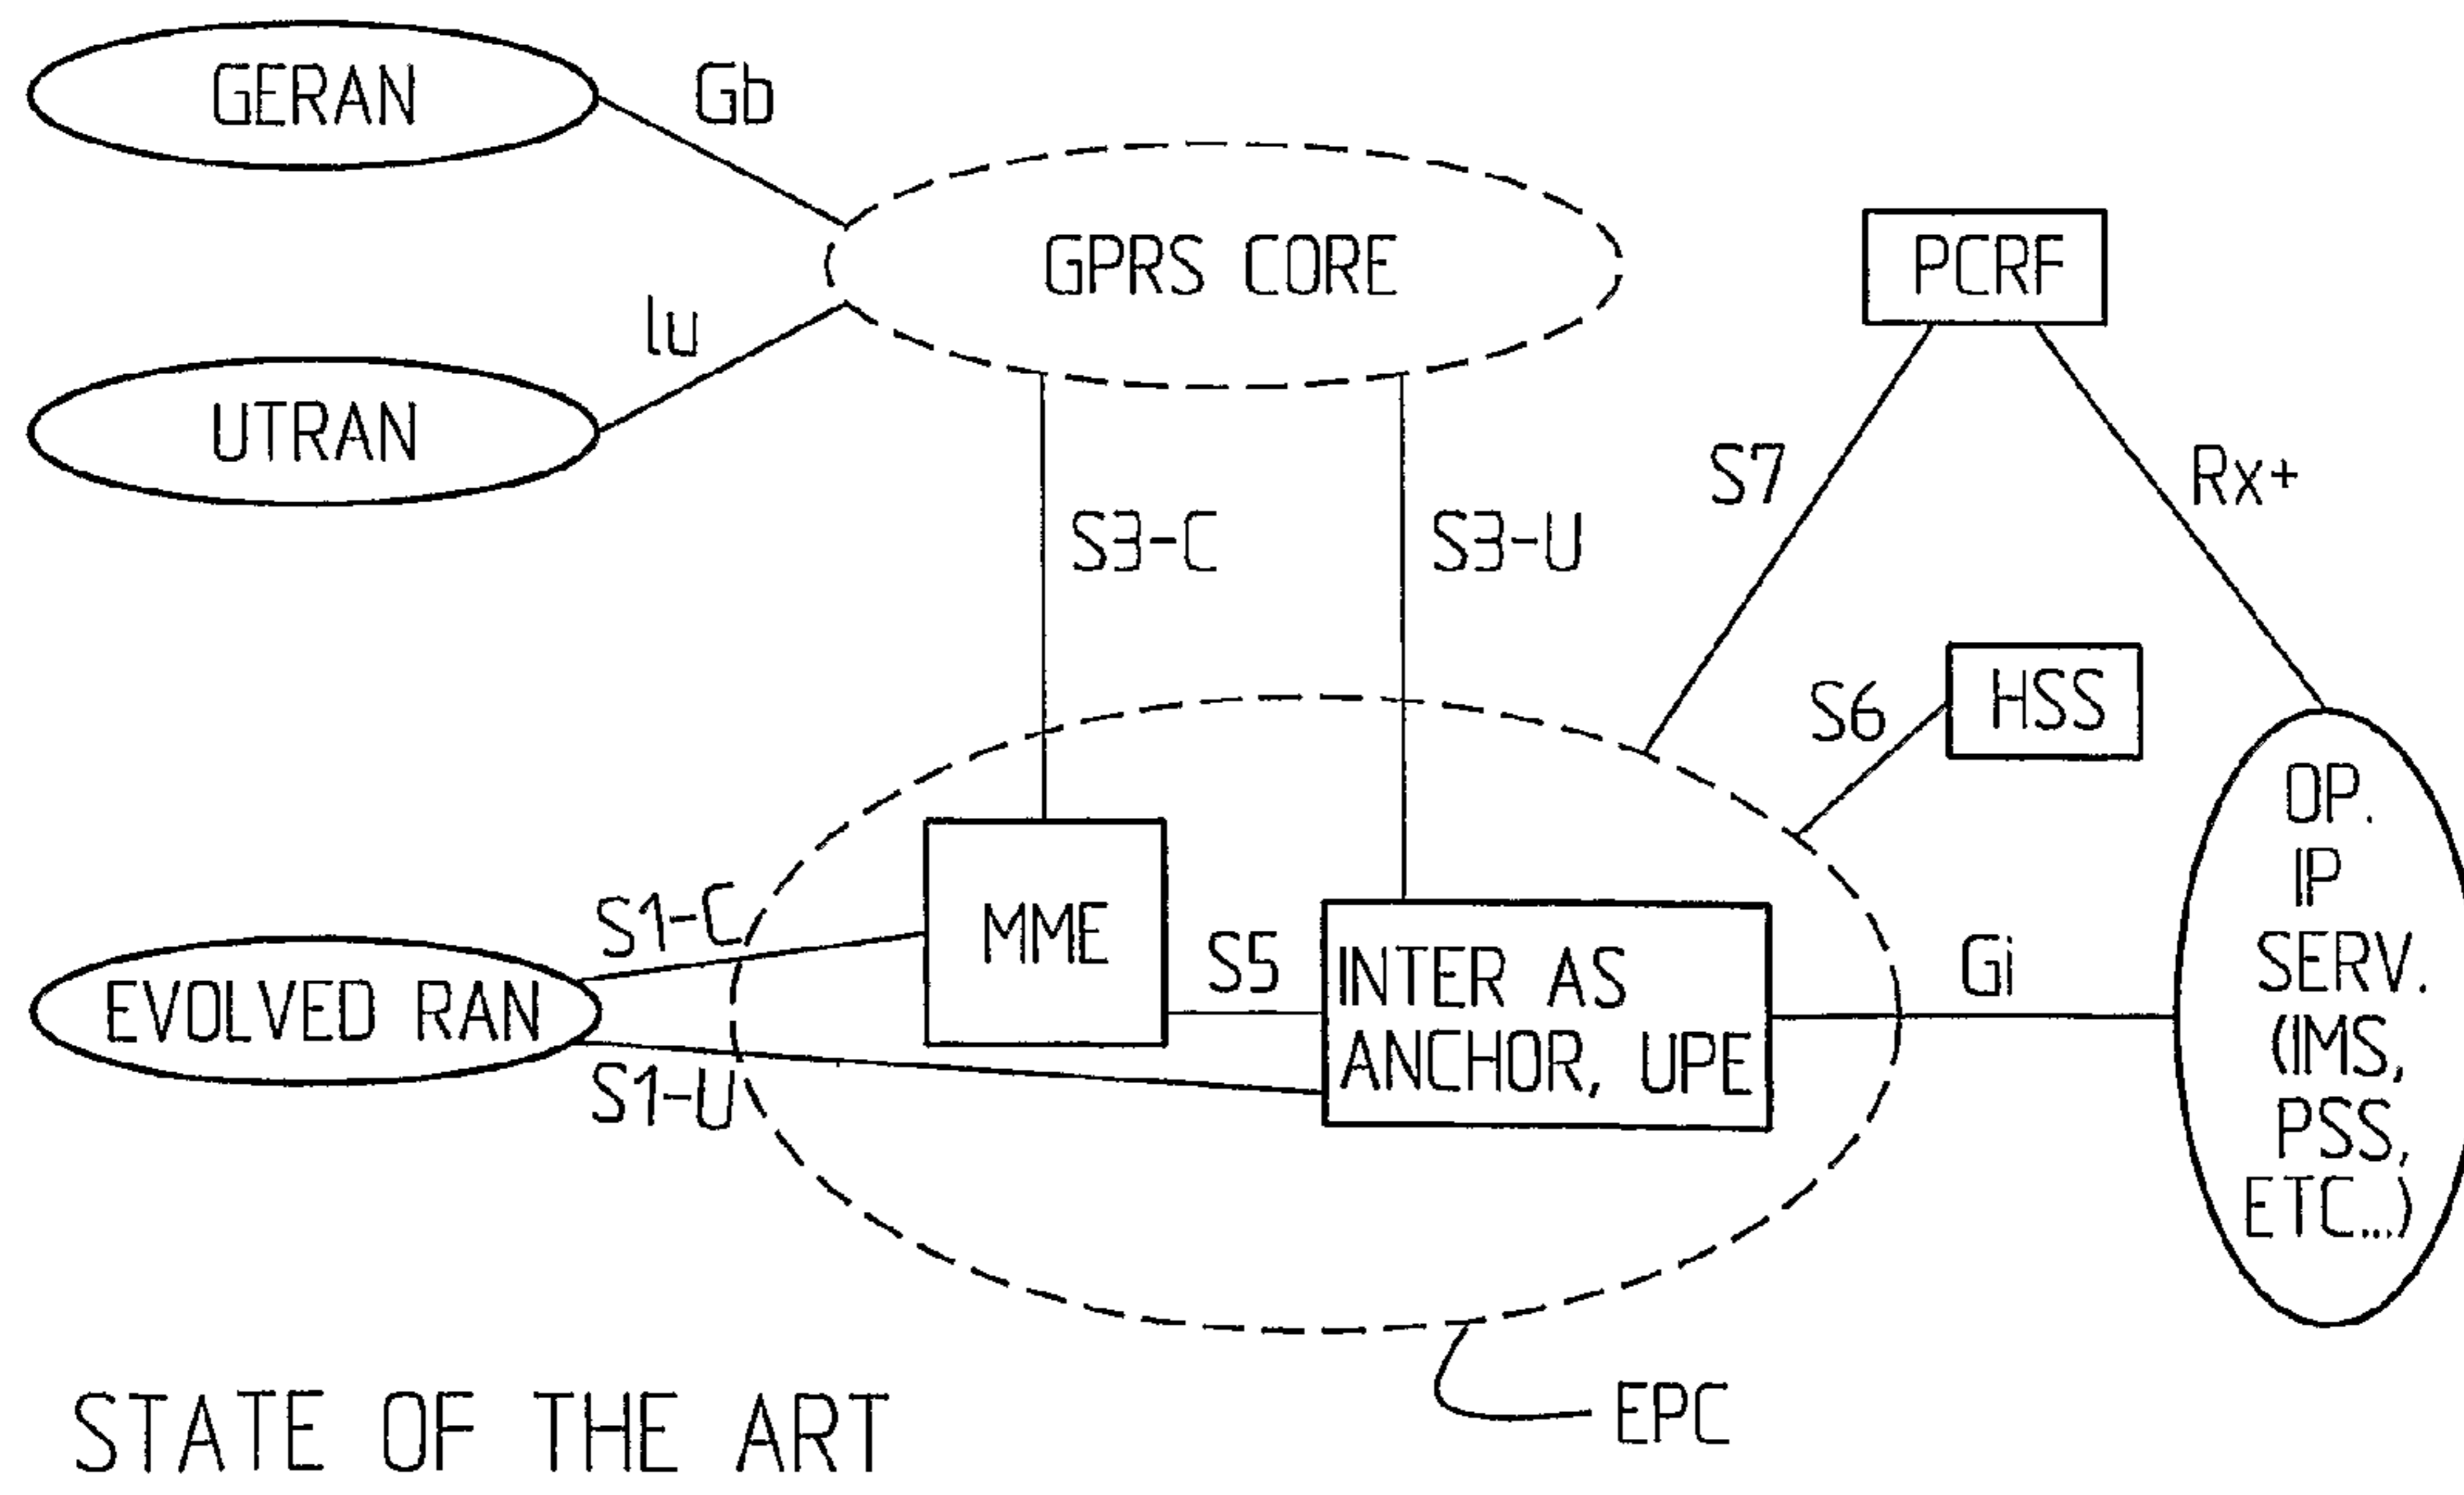 GERAN
Gb
GPRS CORE
PCRF
Iu
UTRAN
S7
Rx+
S3-C
S3-U
S6
HSS
OP.
IP
SERV.
(IMS,
PSS,
ETC...)
S1-C
MME
S5
INTER AS
ANCHOR, UPE
Gi
EVOLVED RAN
S1-U
EPC
STATE OF THE ART